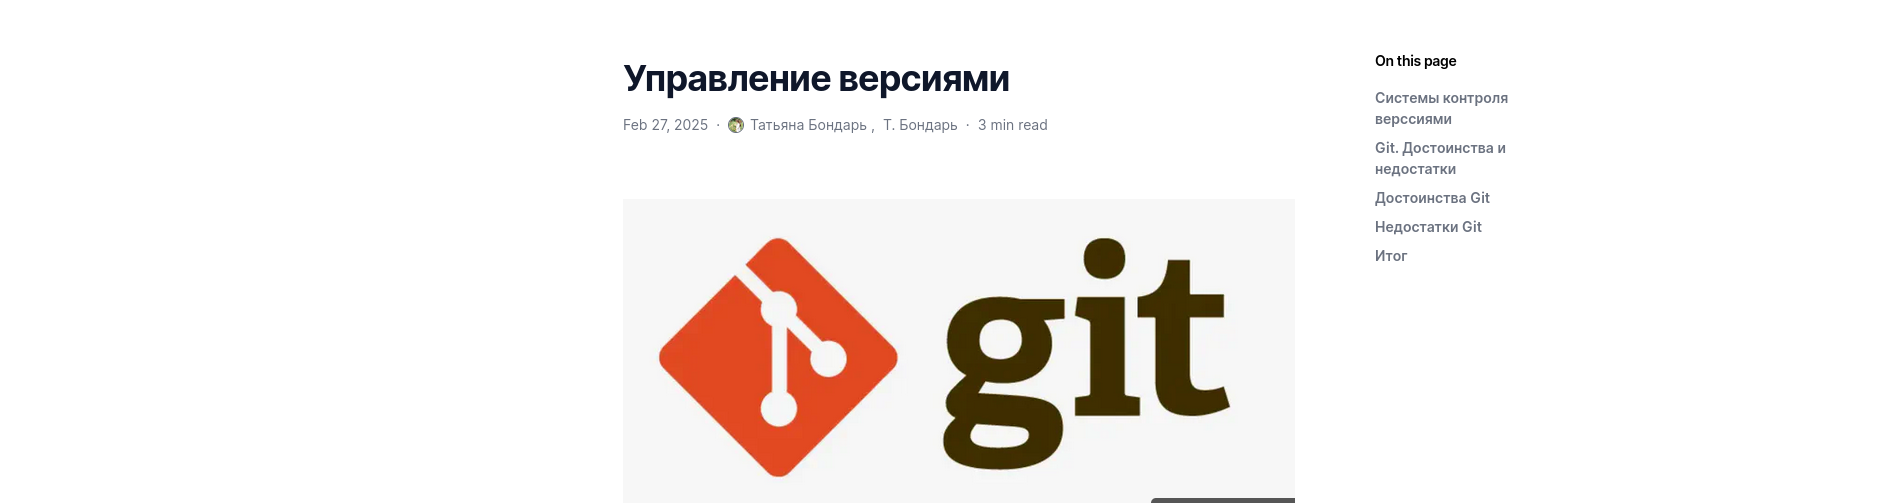 Управление версиями
Feb 27, 2025 · Татьяна Бондарь , Т. Бондарь · 3 min read
git
On this page
Системы контроля
верссиями
Git. Достоинства и
недостатки
Достоинства Git
Недостатки Git
Итог